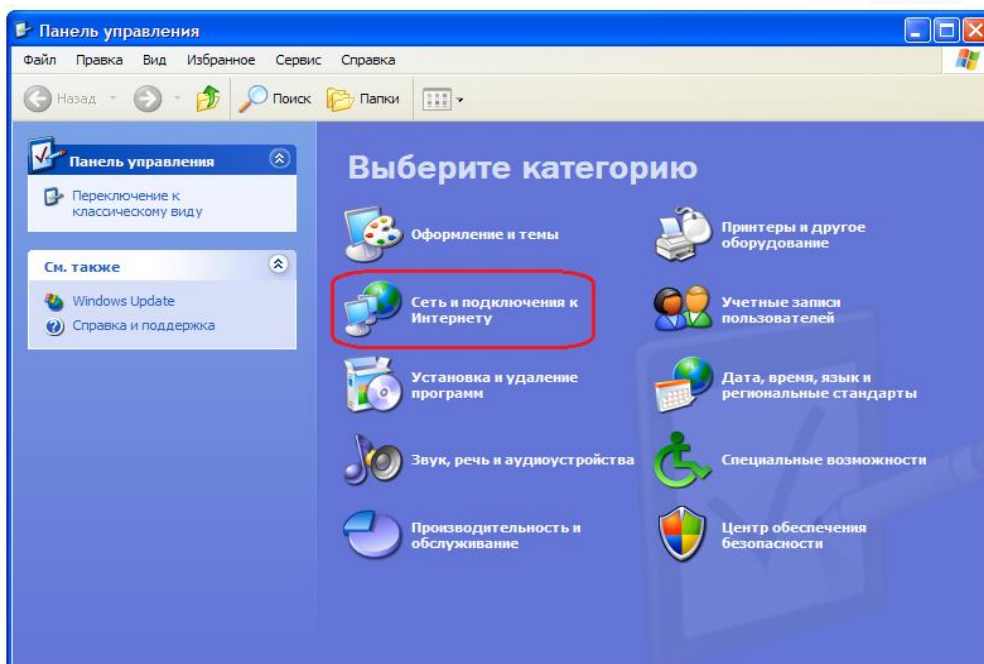 Панель управления
Файл Правка Вид Избранное Сервис Справка
Назад Поиск Папки
Панель управления
Переключение к
классическому виду
См. также
Windows Update
Справка и поддержка
Выберите категорию
Оформление и темы
Принтеры и другое
оборудование
Сеть и подключения к
Интернету
Учетные записи
пользователей
Установка и удаление
программ
Дата, время, язык и
региональные стандарты
Звук, речь и аудиоустройства
Специальные возможности
Производительность и
обслуживание
Центр обеспечения
безопасности